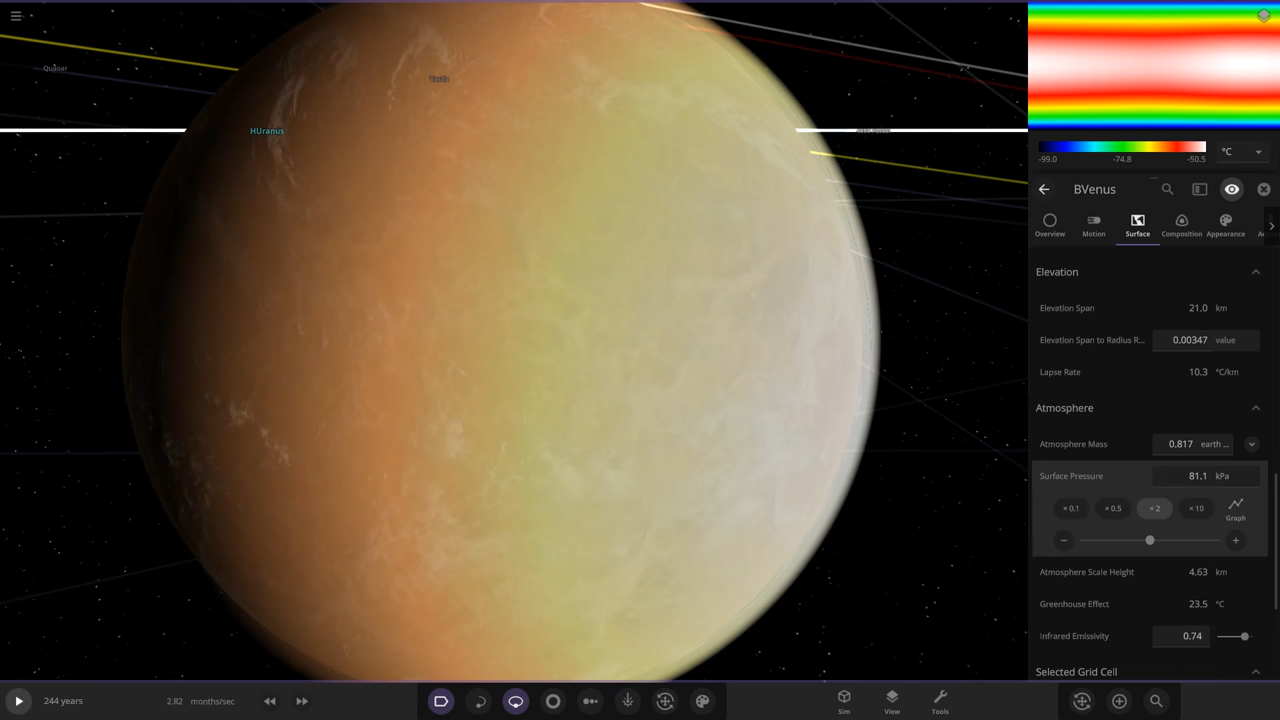 Quaoar
Varda
HUranus
-99.0
-74.8
-50.5
°C
BVenus
Overview
Motion
Surface
Composition
Appearance
Elevation
Elevation Span 21.0 km
Elevation Span to Radius R... 0.00347 value
Lapse Rate 10.3 °C/km
Atmosphere
Atmosphere Mass 0.817 earth ...
Surface Pressure 81.1 kPa
× 0.1
× 0.5
× 2
× 10
Graph
Atmosphere Scale Height 4.63 km
Greenhouse Effect 23.5 °C
Infrared Emissivity 0.74
Selected Grid Cell
244 years
2.82 months/sec
Sim
View
Tools